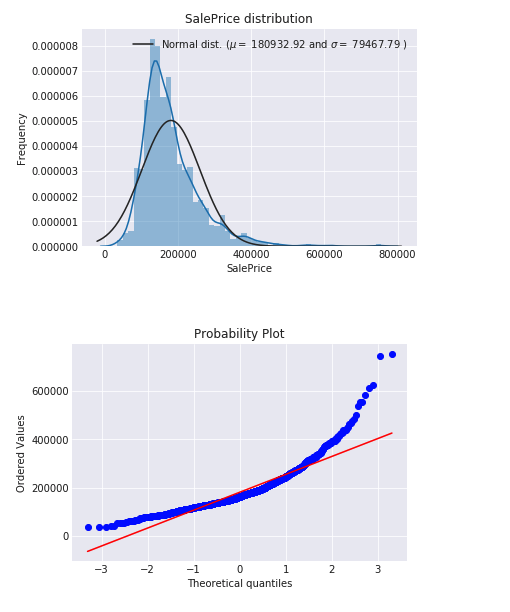 SalePrice distribution
Normal dist. (μ = 180932.92 and σ = 79467.79 )
0.000008
0.000007
0.000006
0.000005
0.000004
0.000003
0.000002
0.000001
0.000000
Frequency
0 200000 400000 600000 800000
SalePrice
Probability Plot
600000
400000
200000
0
Ordered Values
−3 −2 −1 0 1 2 3
Theoretical quantiles